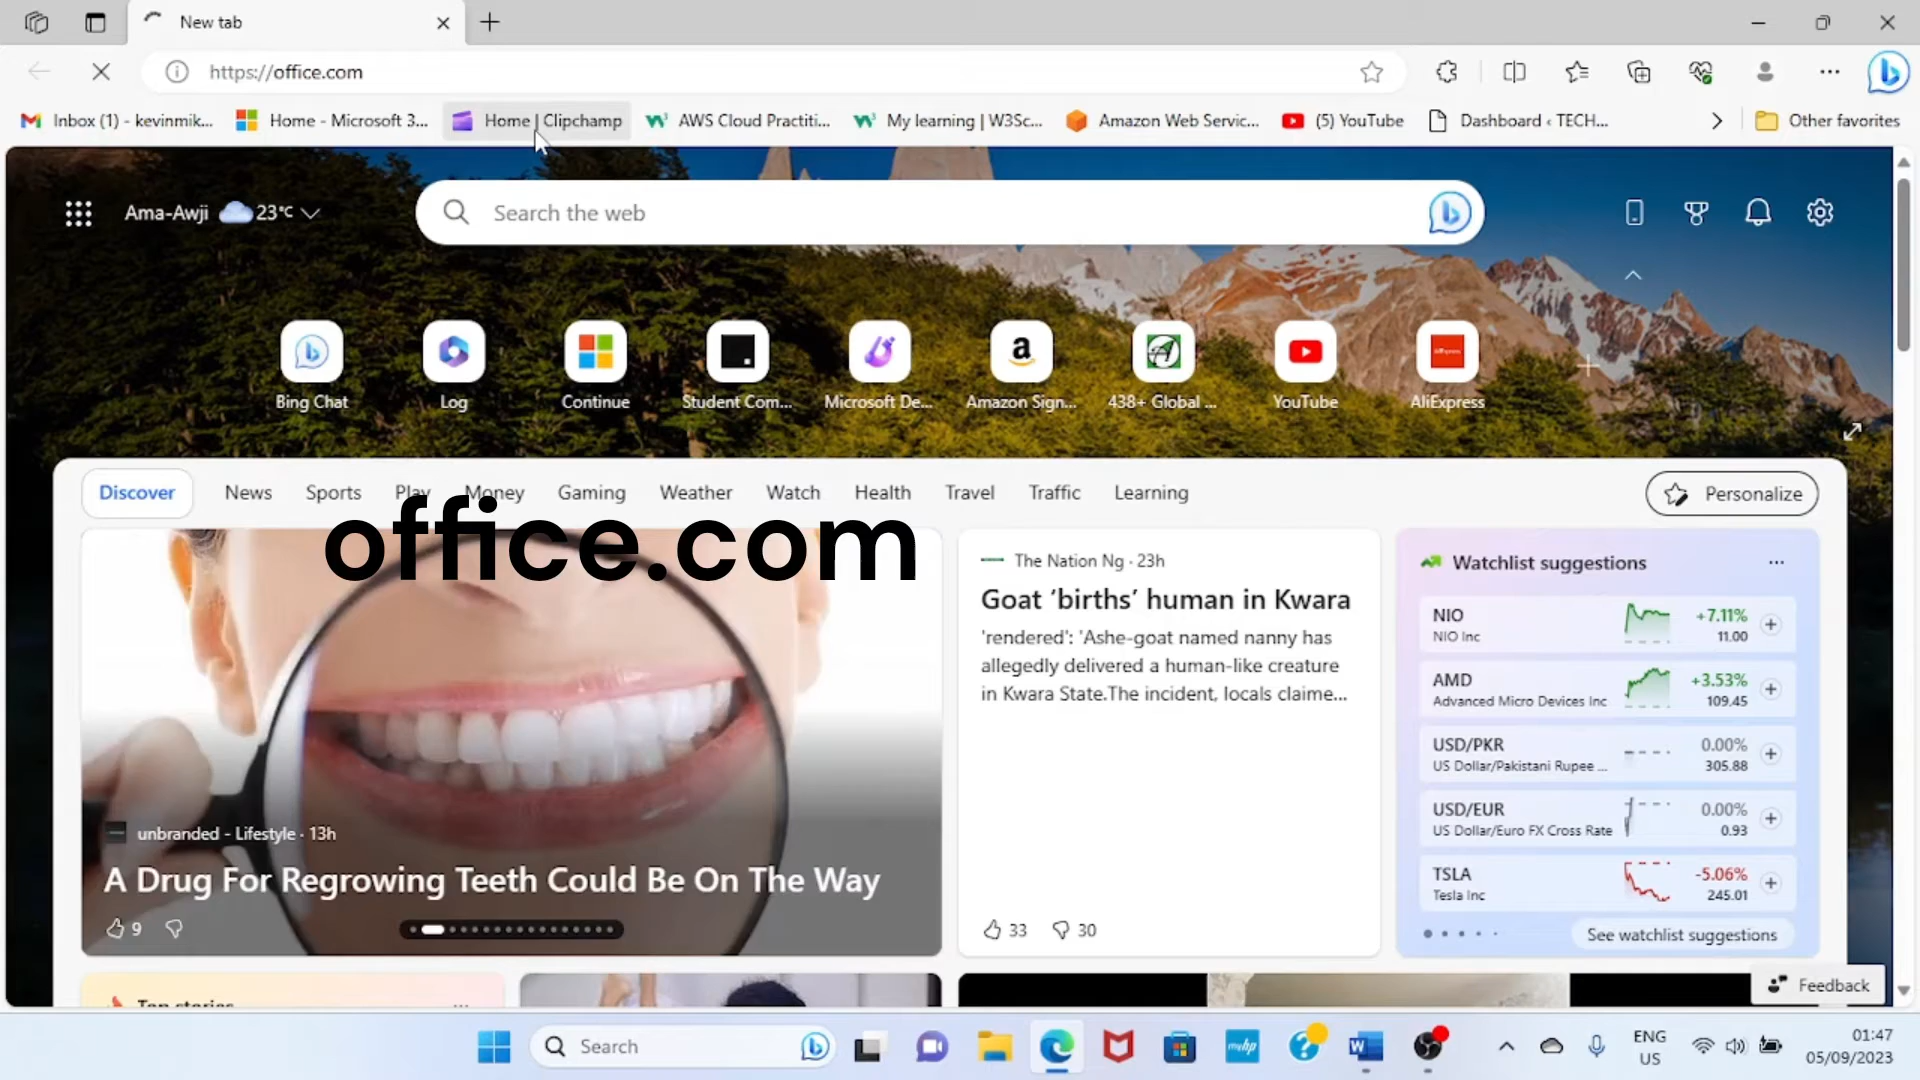 New tab
https://office.com
Inbox (1) - kevinmik...
Home - Microsoft 3...
Home | Clipchamp
AWS Cloud Practiti...
My learning | W3Sc...
Amazon Web Servic...
(5) YouTube
Dashboard ‹ TECH...
Other favorites
Ama-Awji
23°C
Search the web
Bing Chat
Log
Continue
Student Com...
Microsoft De...
Amazon Sign...
438+ Global ...
YouTube
AliExpress
Discover
News
Sports
Play
Money
Gaming
Weather
Watch
Health
Travel
Traffic
Learning
Personalize
office.com
unbranded - Lifestyle · 13h
A Drug For Regrowing Teeth Could Be On The Way
9
The Nation Ng · 23h
Goat ‘births’ human in Kwara
'rendered': 'Ashe-goat named nanny has
allegedly delivered a human-like creature
in Kwara State.The incident, locals claime...
33
30
Watchlist suggestions
NIO
+7.11%
NIO Inc
11.00
AMD
+3.53%
Advanced Micro Devices Inc
109.45
USD/PKR
0.00%
US Dollar/Pakistani Rupee ...
305.88
USD/EUR
0.00%
US Dollar/Euro FX Cross Rate
0.93
TSLA
-5.06%
Tesla Inc
245.01
See watchlist suggestions
Top stories
Feedback
Search
myhp
ENG
US
01:47
05/09/2023